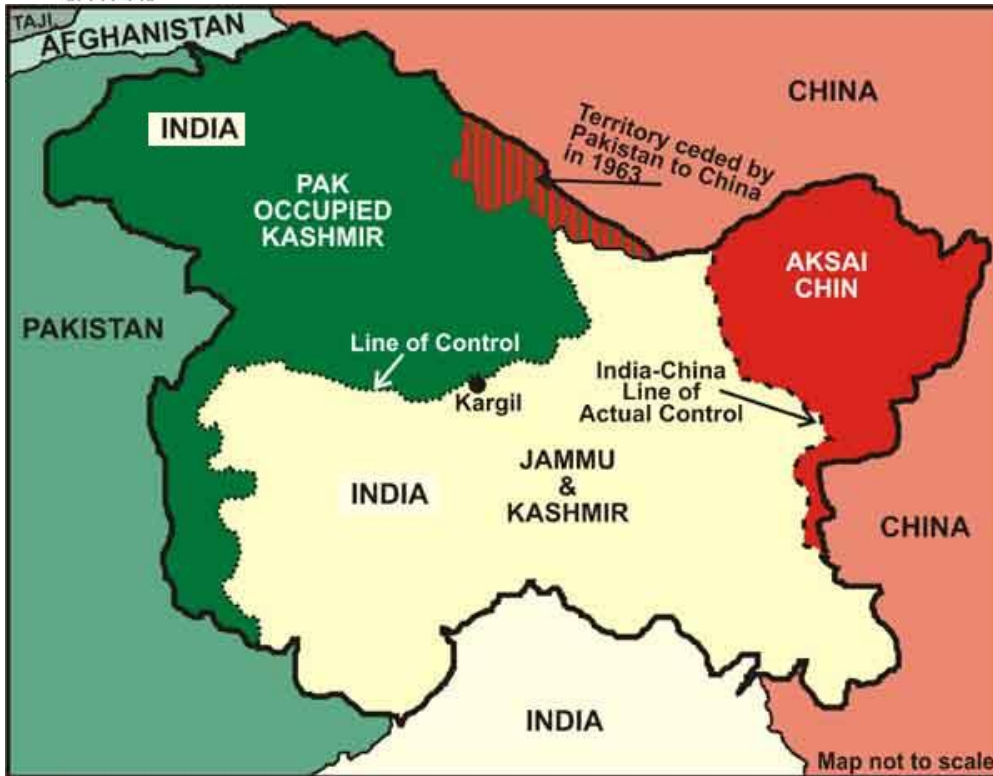 TAJI.
AFGHANISTAN
CHINA
INDIA
Territory ceded by
Pakistan to China
in 1963
PAK
OCCUPIED
KASHMIR
AKSAI
CHIN
PAKISTAN
Line of Control
India-China
Line of
Actual Control
Kargil
JAMMU
&
KASHMIR
INDIA
CHINA
INDIA
Map not to scale